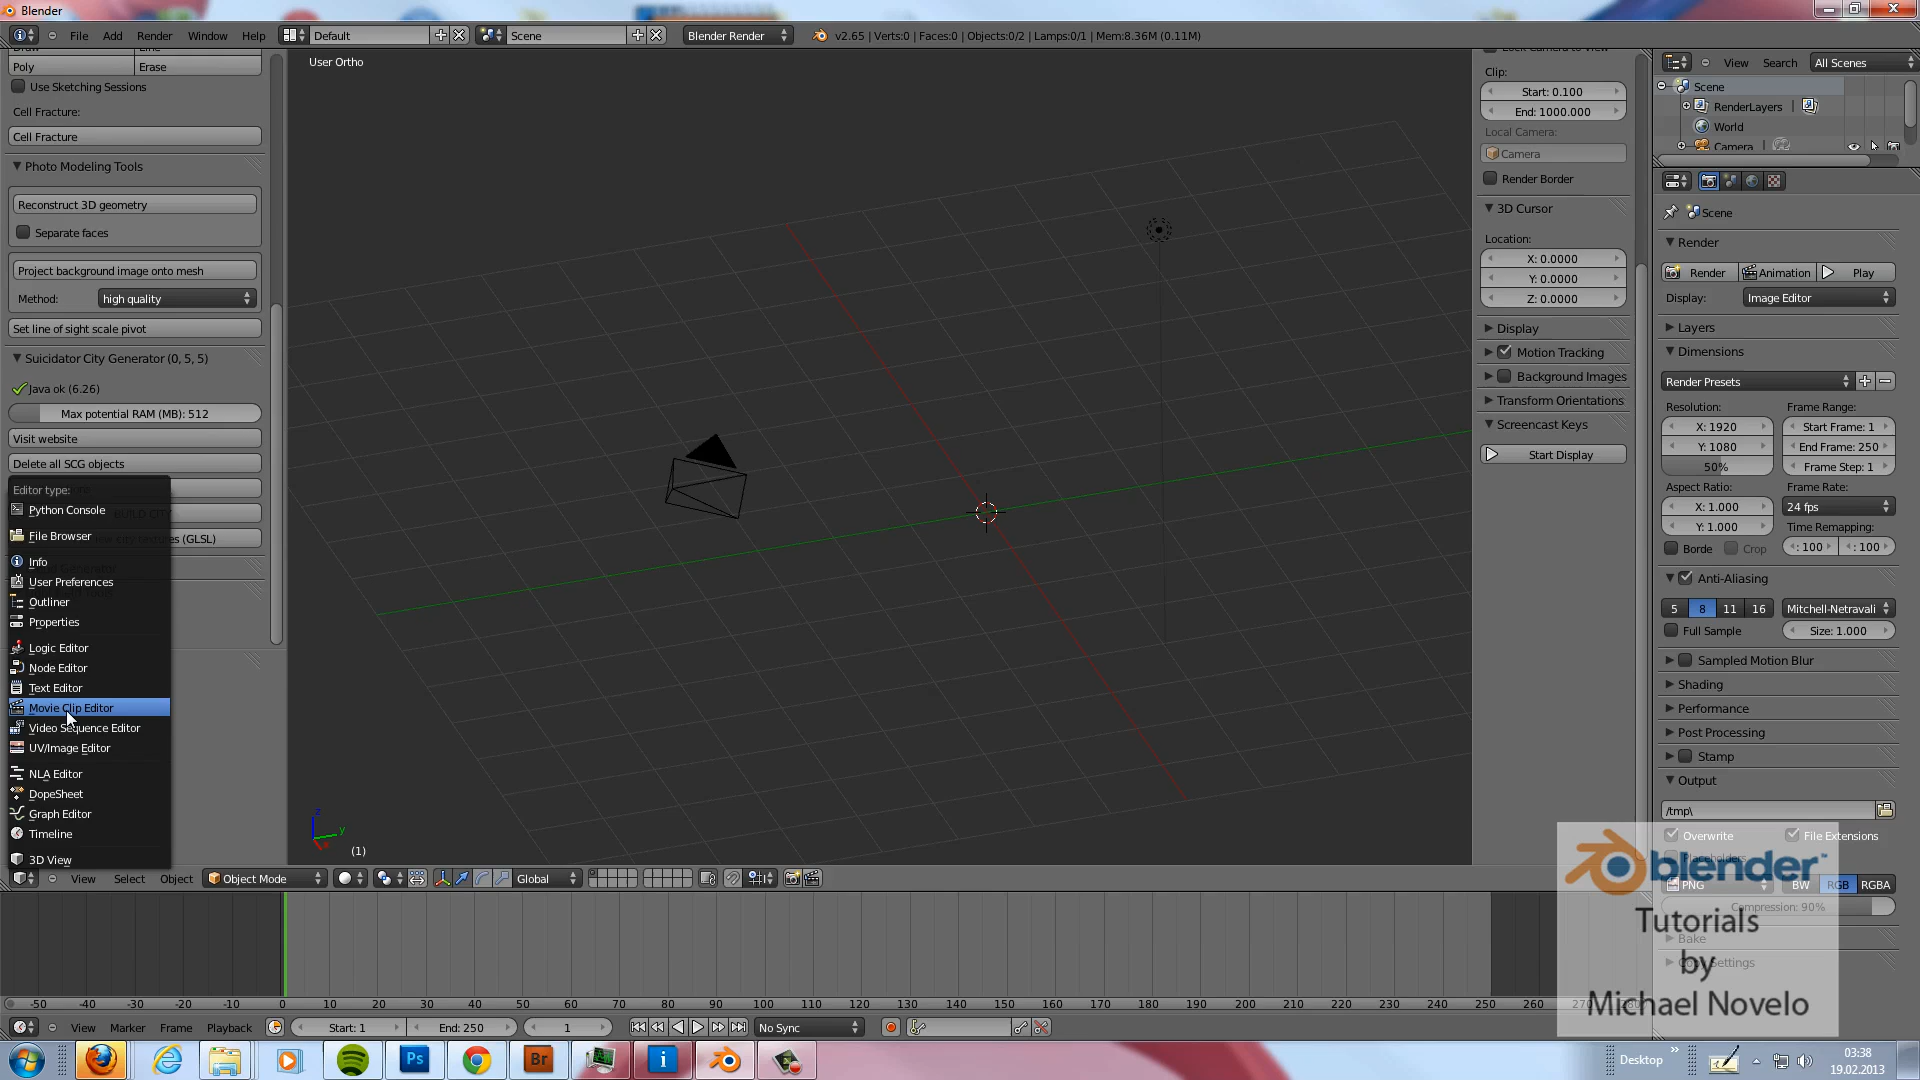 Blender
File Add Render Window Help Default Scene Blender Render v2.65 | Verts:0 | Faces:0 | Objects:0/2 | Lamps:0/1 | Mem:8.36M (0.11M)
Poly Erase
Use Sketching Sessions
Cell Fracture:
Cell Fracture
Photo Modeling Tools
Reconstruct 3D geometry
Separate faces
Project background image onto mesh
Method: high quality
Set line of sight scale pivot
Suicidator City Generator (0, 5, 5)
Java ok (6.26)
Max potential RAM (MB): 512
Visit website
Delete all SCG objects
Editor type:
Python Console
File Browser
(GLSL)
Info
User Preferences
Outliner
Properties
Logic Editor
Node Editor
Text Editor
Movie Clip Editor
Video Sequence Editor
UV/Image Editor
NLA Editor
DopeSheet
Graph Editor
Timeline
3D View
User Ortho
z
y
(1)
View Select Object Object Mode Global
Clip:
Start: 0.100
End: 1000.000
Local Camera:
Camera
Render Border
3D Cursor
Location:
X: 0.0000
Y: 0.0000
Z: 0.0000
Display
Motion Tracking
Background Images
Transform Orientations
Screencast Keys
Start Display
View Search All Scenes
Scene
RenderLayers |
World
Camera |
Scene
Render
Render Animation Play
Display: Image Editor
Layers
Dimensions
Render Presets
Resolution: Frame Range:
X: 1920 Start Frame: 1
Y: 1080 End Frame: 250
50% Frame Step: 1
Aspect Ratio: Frame Rate:
X: 1.000 24 fps
Y: 1.000 Time Remapping:
Borde Crop : 100 : 100
Anti-Aliasing
5 8 11 16 Mitchell-Netravali
Full Sample Size: 1.000
Sampled Motion Blur
Shading
Performance
Post Processing
Stamp
Output
/tmp\
Overwrite File Extensions
Placeholders
blender™
PNG BW RGB RGBA
Compression: 90%
Tutorials
Bake
by
Settings
Michael Novelo
-50 -40 -30 -20 -10 0 10 20 30 40 50 60 70 80 90 100 110 120 130 140 150 160 170 180 190 200 210 220 230 240 250 260 270 280
View Marker Frame Playback Start: 1 End: 250 1 No Sync
Ps Br i Desktop »
03:38
19.02.2013